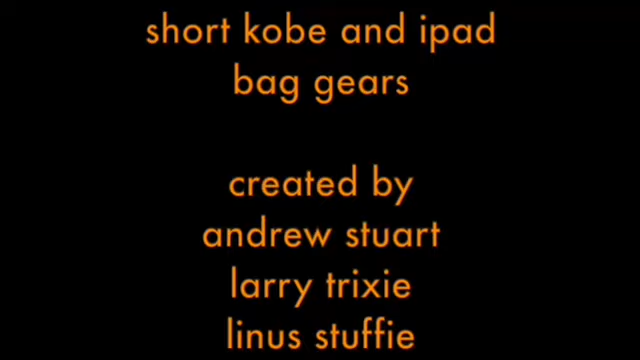 short kobe and ipad
bag gears
created by
andrew stuart
larry trixie
linus stuffie